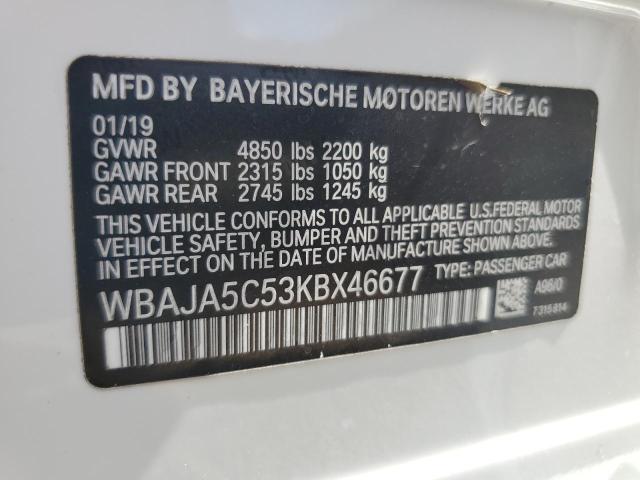 MFD BY BAYERISCHE MOTOREN WERKE AG
01/19
GVWR 4850 lbs 2200 kg
GAWR FRONT 2315 lbs 1050 kg
GAWR REAR 2745 lbs 1245 kg
THIS VEHICLE CONFORMS TO ALL APPLICABLE U.S.FEDERAL MOTOR
VEHICLE SAFETY, BUMPER AND THEFT PREVENTION STANDARDS
IN EFFECT ON THE DATE OF MANUFACTURE SHOWN ABOVE.
WBAJA5C53KBX46677 TYPE: PASSENGER CAR
A96/0
7315814